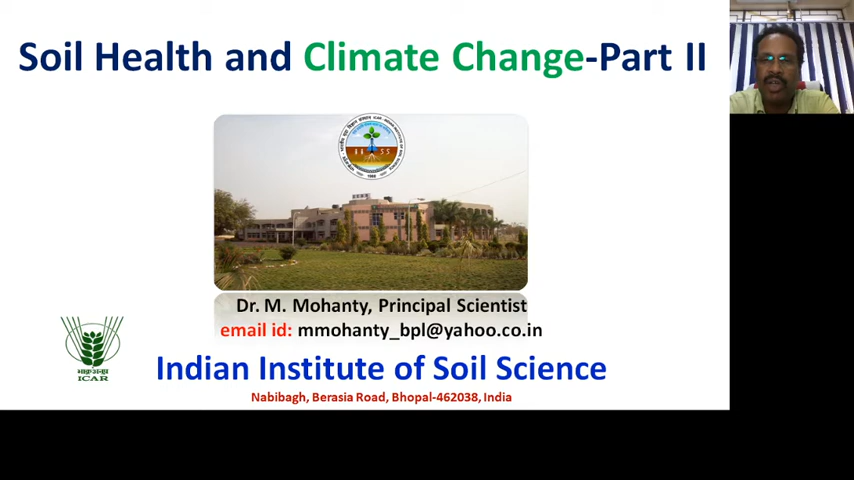 Soil Health and Climate Change-Part II
Dr. M. Mohanty, Principal Scientist
email id: mmohanty_bpl@yahoo.co.in
ICAR
Indian Institute of Soil Science
Nabibagh, Berasia Road, Bhopal-462038, India